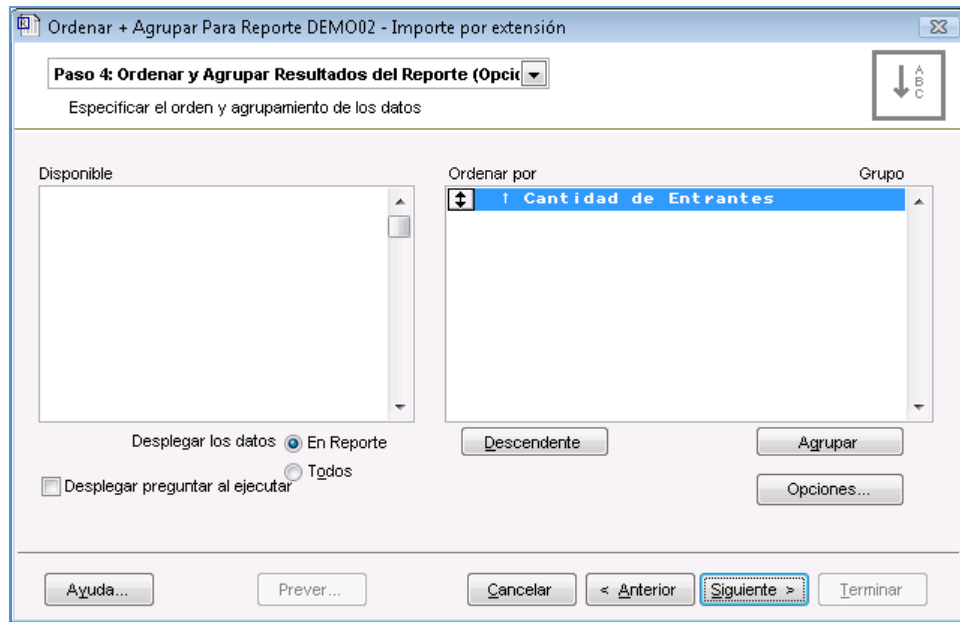 Ordenar + Agrupar Para Reporte DEMO02 - Importe por extensión
Paso 4: Ordenar y Agrupar Resultados del Reporte (Opci
Especificar el orden y agrupamiento de los datos
A
B
C
Disponible
Ordenar por Grupo
↑ Cantidad de Entrantes
Desplegar los datos En Reporte
Todos
Desplegar preguntar al ejecutar
Descendente Agrupar
Opciones...
Ayuda... Prever... Cancelar < Anterior Siguiente > Terminar